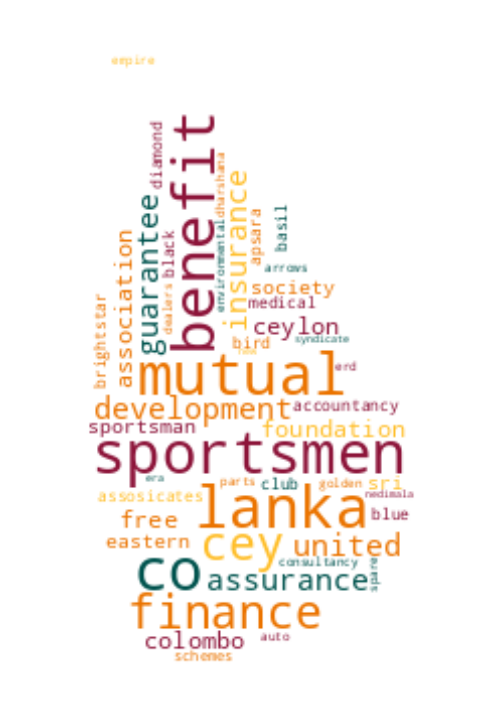 empire
diamond
benefit
dharshana
environmental
insurance
guarantee
association
black
dealers
apsara
basil
arrows
society
medical
ceylon
syndicate
bird
brightstar
mutual
erd
development
accountancy
sportsman
foundation
sportsmen
era
parts
club
golden
sri
assosicates
lanka
nedimala
blue
free
eastern
cey
united
consultancy
co
assurance
spare
finance
colombo
auto
schemes